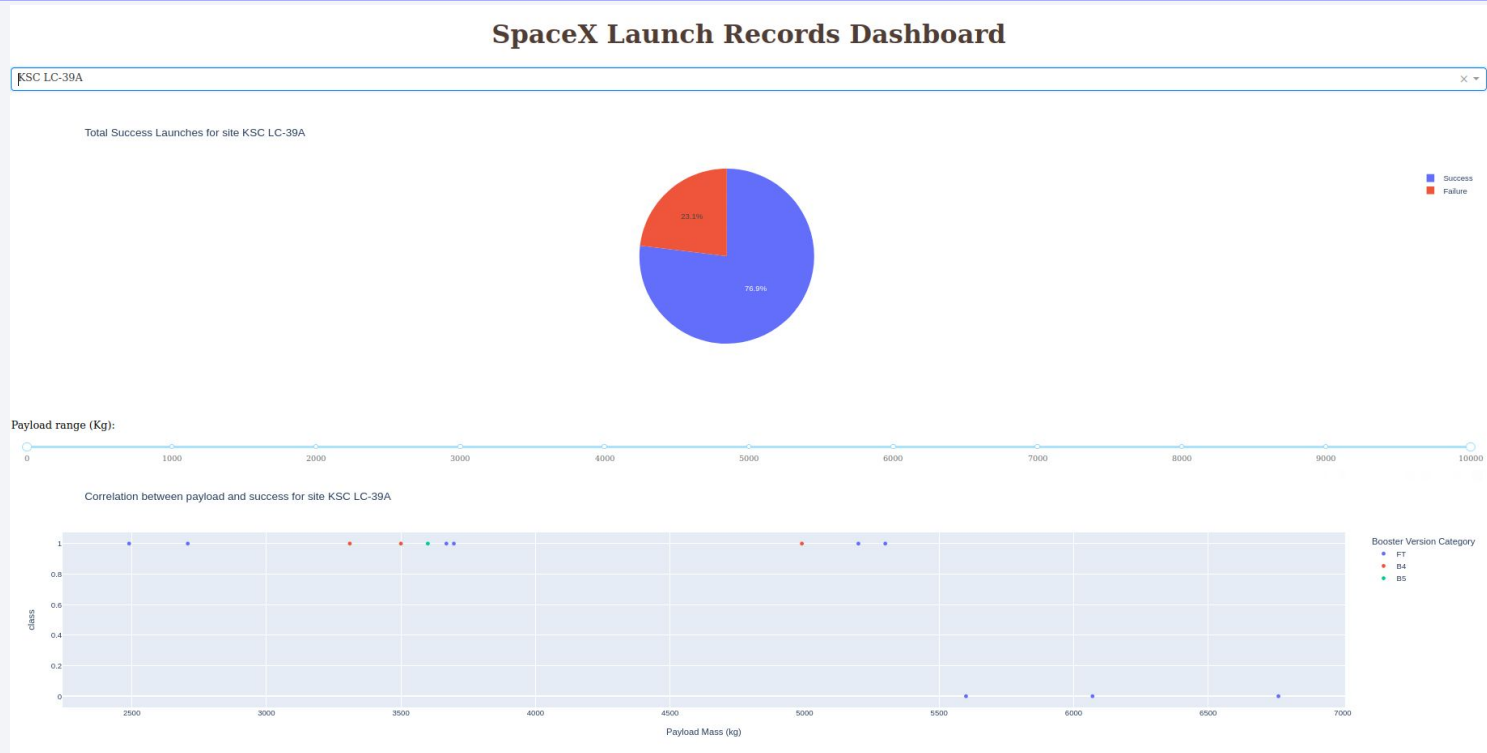 SpaceX Launch Records Dashboard
KSC LC-39A
Total Success Launches for site KSC LC-39A
Success
Failure
23.1%
76.9%
Payload range (Kg):
0 1000 2000 3000 4000 5000 6000 7000 8000 9000 10000
Correlation between payload and success for site KSC LC-39A
Booster Version Category
FT
B4
B5
1
0.8
0.6
0.4
0.2
0
class
2500 3000 3500 4000 4500 5000 5500 6000 6500 7000
Payload Mass (kg)